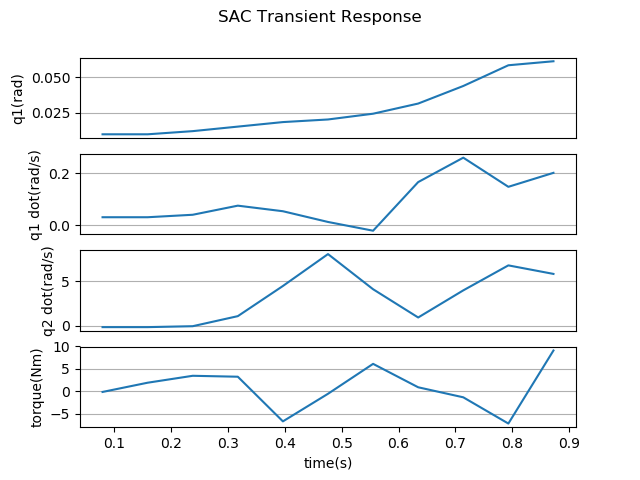 SAC Transient Response
0.050
0.025
q1(rad)
0.2
0.0
q1 dot(rad/s)
5
0
q2 dot(rad/s)
10
5
0
−5
torque(Nm)
0.1 0.2 0.3 0.4 0.5 0.6 0.7 0.8 0.9
time(s)